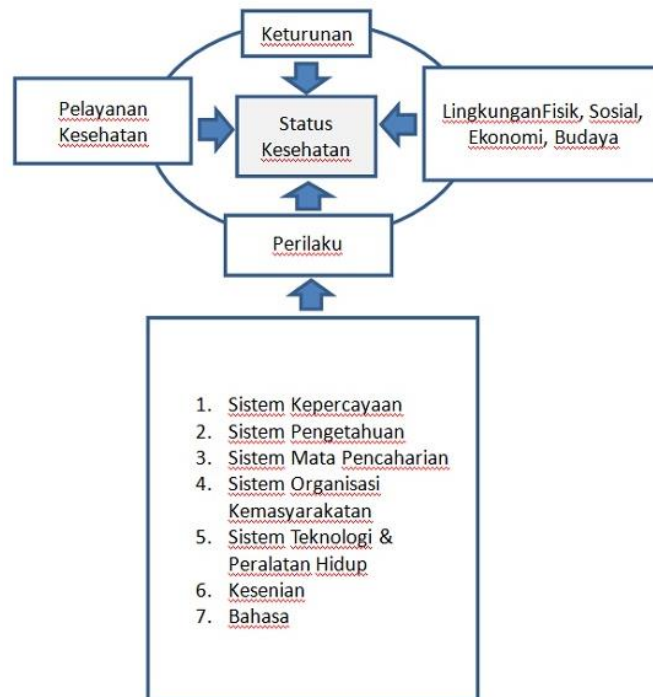 Keturunan
Pelayanan
Kesehatan
Status
Kesehatan
LingkunganFisik, Sosial,
Ekonomi, Budaya
Perilaku
1. Sistem Kepercayaan
2. Sistem Pengetahuan
3. Sistem Mata Pencaharian
4. Sistem Organisasi
Kemasyarakatan
5. Sistem Teknologi &
Peralatan Hidup
6. Kesenian
7. Bahasa